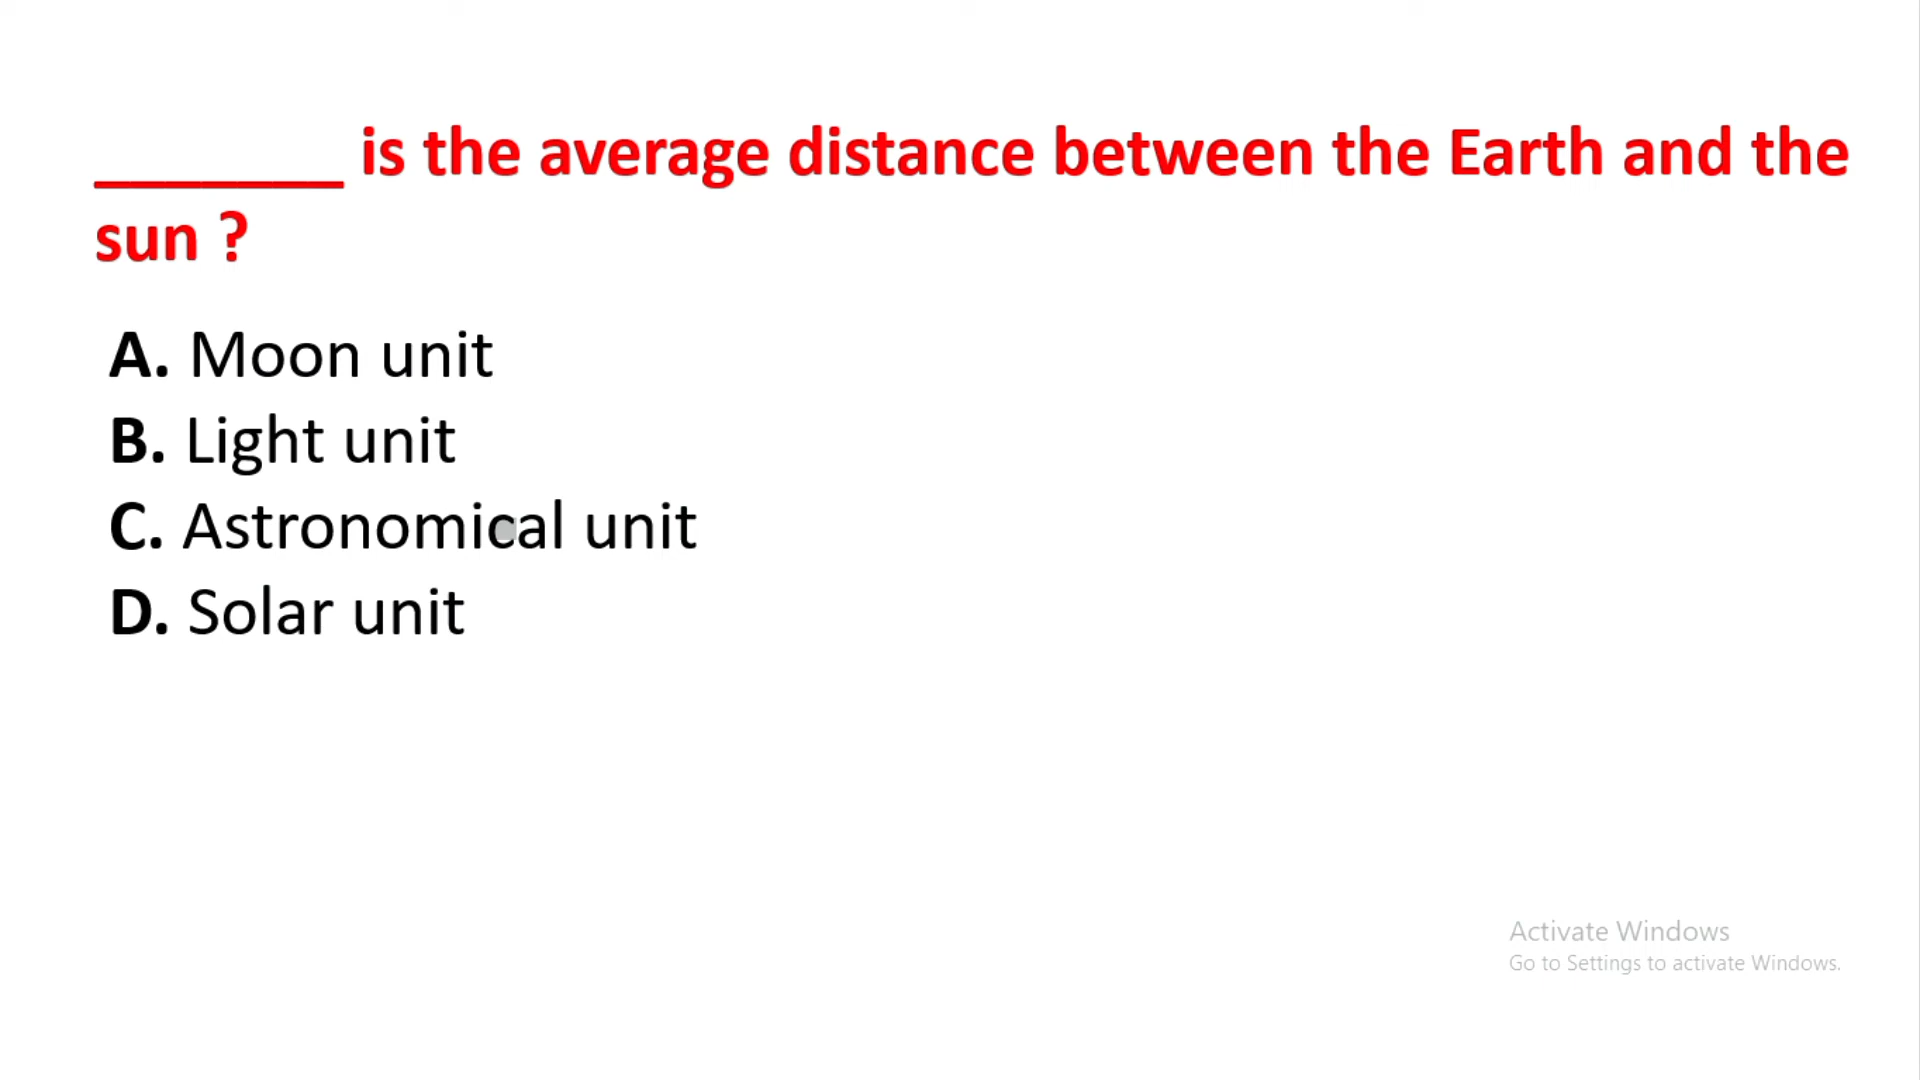 _______ is the average distance between the Earth and the
sun ?
A. Moon unit
B. Light unit
C. Astronomical unit
D. Solar unit
Activate Windows
Go to Settings to activate Windows.